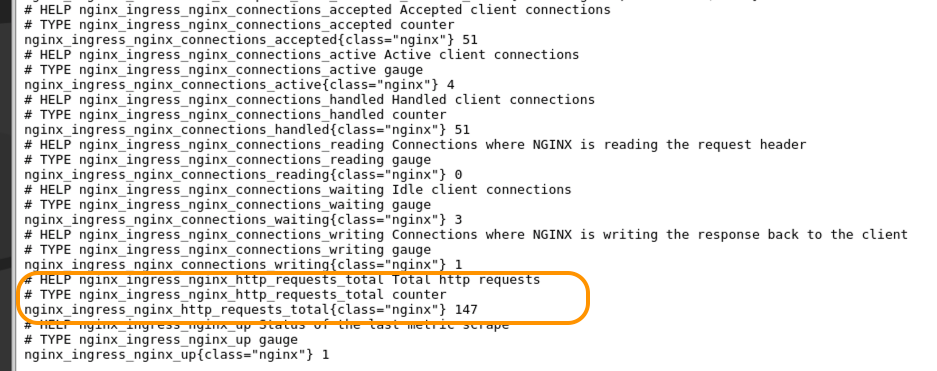 # HELP nginx_ingress_nginx_connections_accepted Accepted client connections
# TYPE nginx_ingress_nginx_connections_accepted counter
nginx_ingress_nginx_connections_accepted{class="nginx"} 51
# HELP nginx_ingress_nginx_connections_active Active client connections
# TYPE nginx_ingress_nginx_connections_active gauge
nginx_ingress_nginx_connections_active{class="nginx"} 4
# HELP nginx_ingress_nginx_connections_handled Handled client connections
# TYPE nginx_ingress_nginx_connections_handled counter
nginx_ingress_nginx_connections_handled{class="nginx"} 51
# HELP nginx_ingress_nginx_connections_reading Connections where NGINX is reading the request header
# TYPE nginx_ingress_nginx_connections_reading gauge
nginx_ingress_nginx_connections_reading{class="nginx"} 0
# HELP nginx_ingress_nginx_connections_waiting Idle client connections
# TYPE nginx_ingress_nginx_connections_waiting gauge
nginx_ingress_nginx_connections_waiting{class="nginx"} 3
# HELP nginx_ingress_nginx_connections_writing Connections where NGINX is writing the response back to the client
# TYPE nginx_ingress_nginx_connections_writing gauge
nginx_ingress_nginx_connections_writing{class="nginx"} 1
# HELP nginx_ingress_nginx_http_requests_total Total http requests
# TYPE nginx_ingress_nginx_http_requests_total counter
nginx_ingress_nginx_http_requests_total{class="nginx"} 147
# HELP nginx_ingress_nginx_up Status of the last metric scrape
# TYPE nginx_ingress_nginx_up gauge
nginx_ingress_nginx_up{class="nginx"} 1